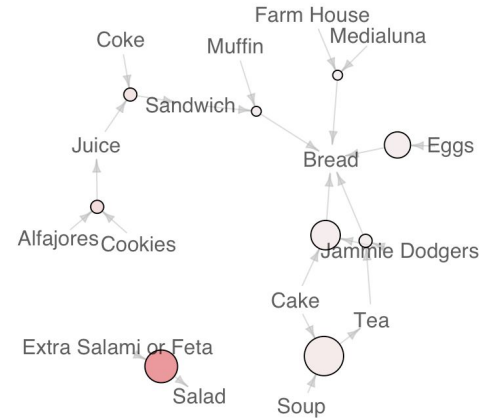 Farm House
Coke
Muffin
Medialuna
Sandwich
Juice
Bread
Eggs
Alfajores
Cookies
Jammie Dodgers
Cake
Tea
Extra Salami or Feta
Salad
Soup